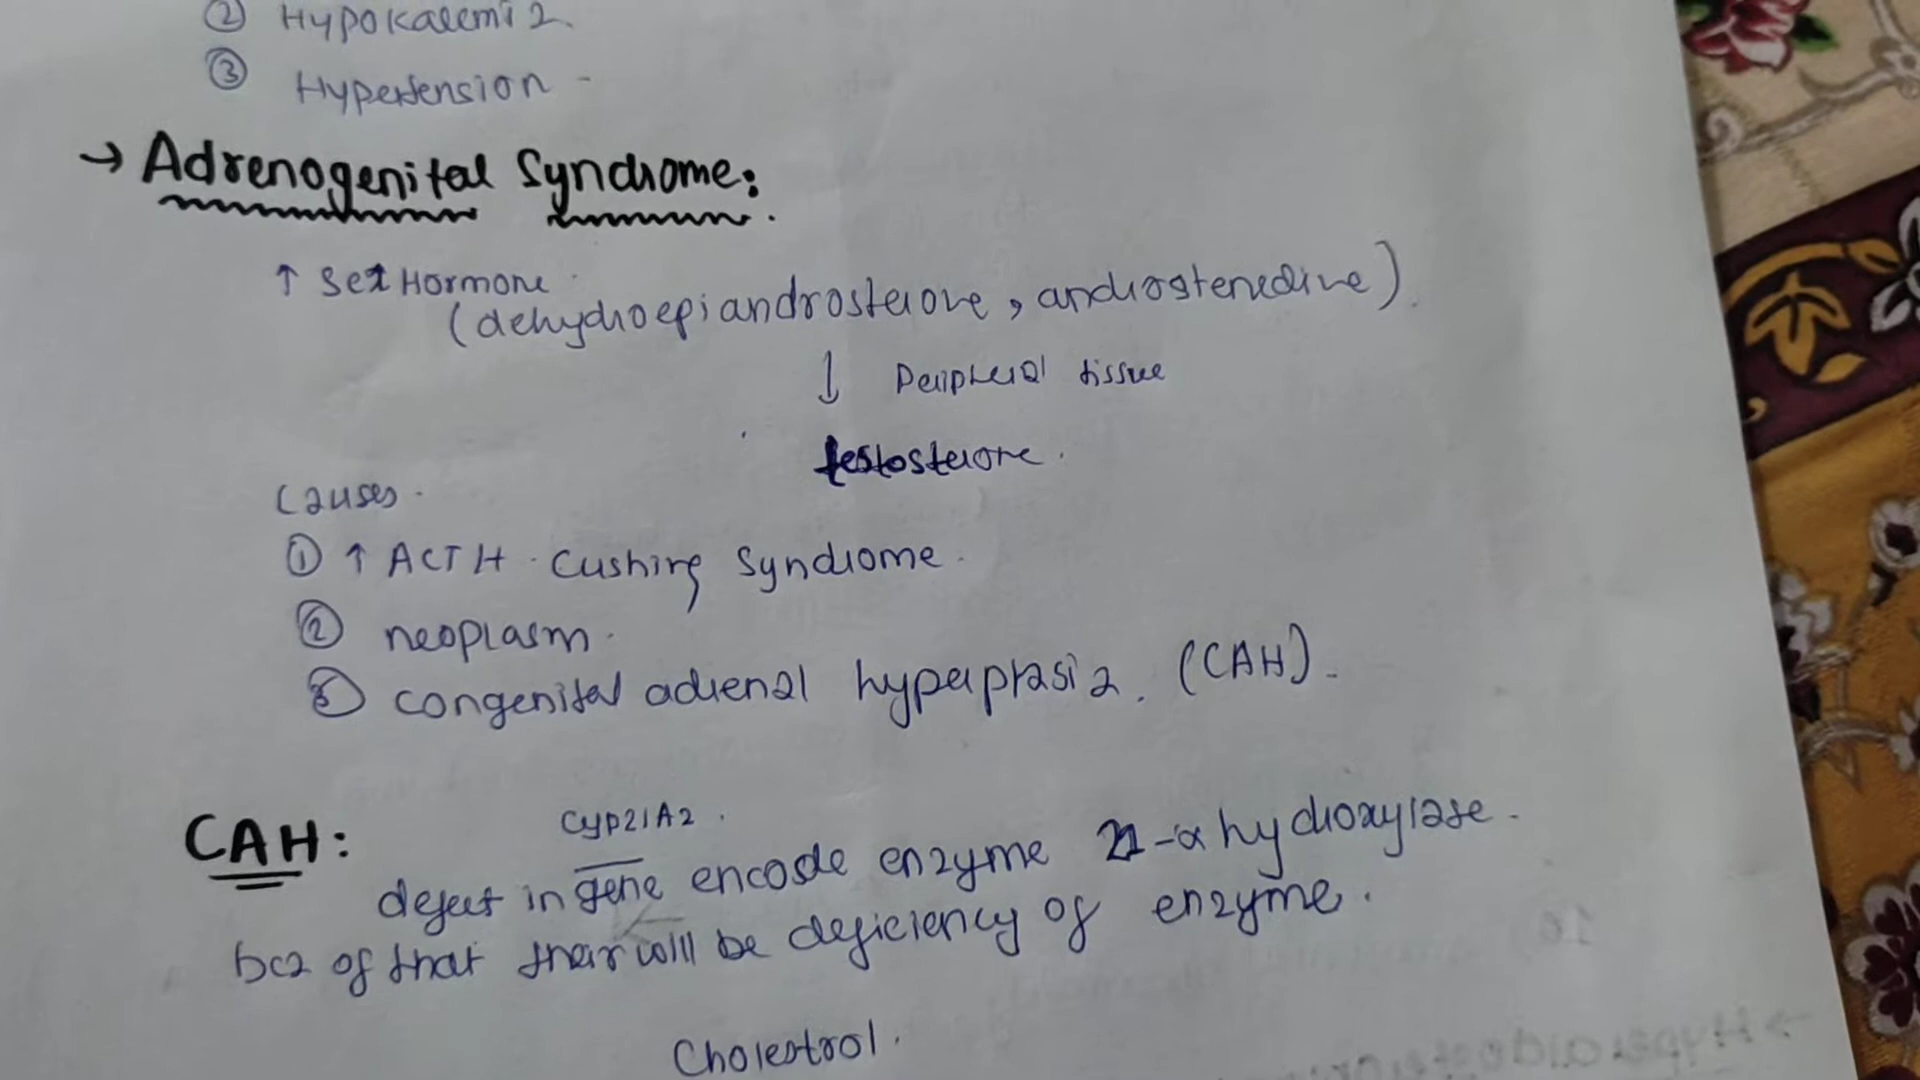 ② Hypokalemia
③ Hypertension -
→ Adrenogenital Syndrome:
↑ Sex Hormone
(dehydroepiandrosterone, androstenedine).
↓ Peripheral tissue
testosterone.
Causes.
① ↑ ACTH. Cushing Syndrome.
② neoplasm.
③ congenital adrenal hyperplasia. (CAH).
CYP21A2.
CAH:
defect in gene encode enzyme 21-α hydroxylase.
bcz of that their will be deficiency of enzyme.
Cholestrol.